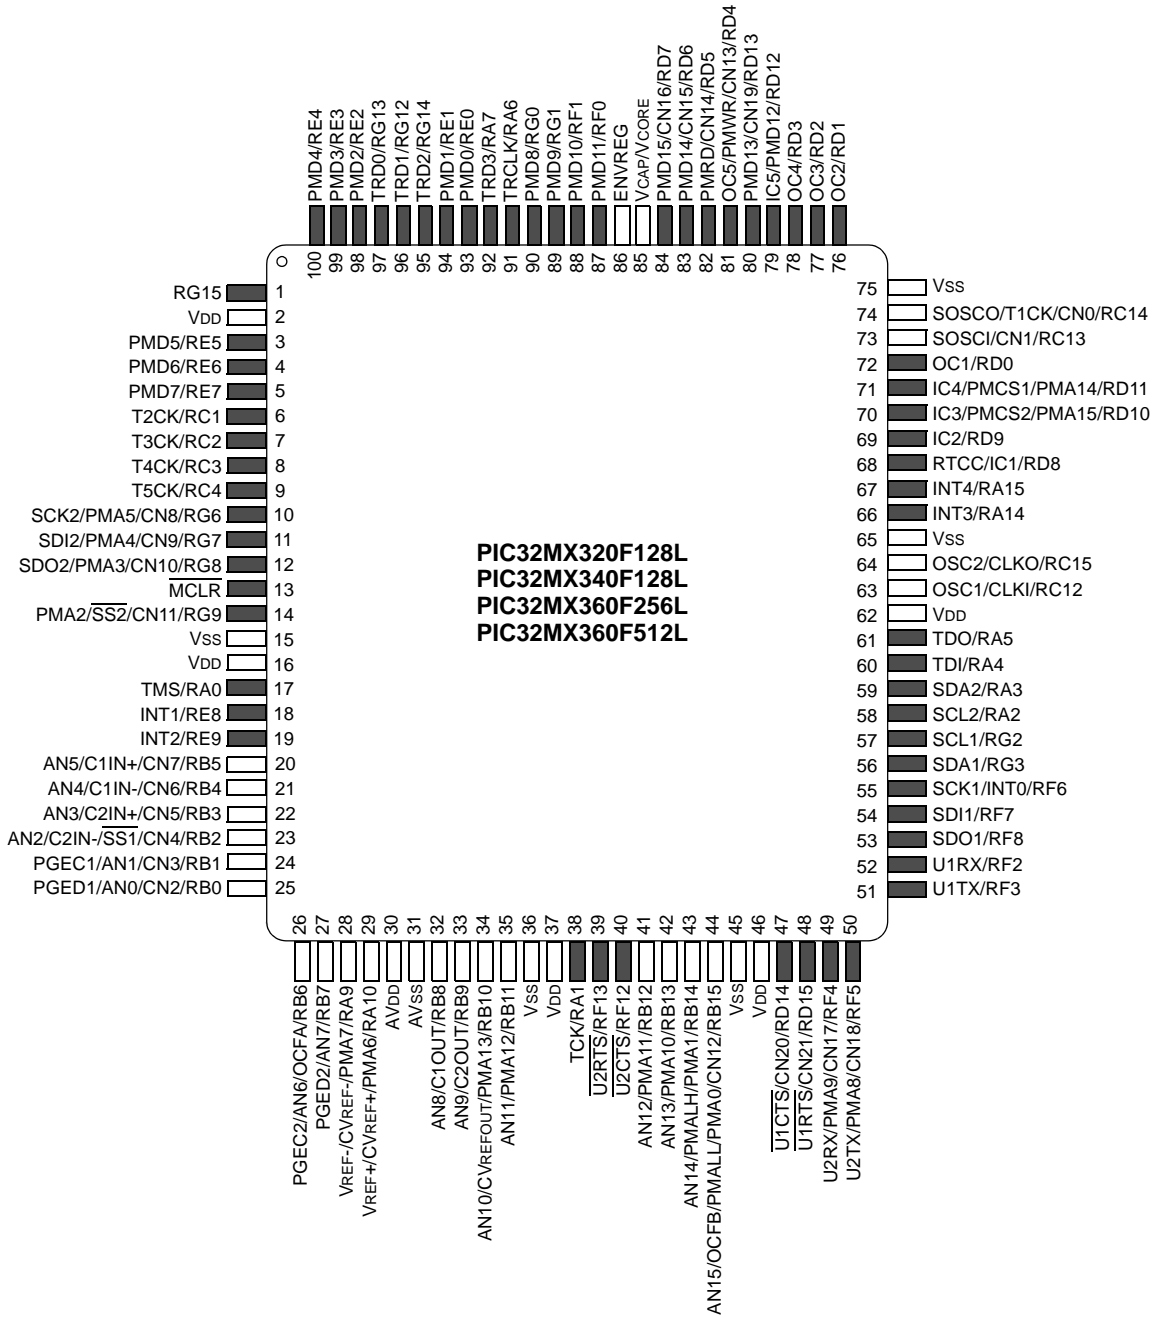 PMD4/RE4
PMD3/RE3
PMD2/RE2
TRD0/RG13
TRD1/RG12
TRD2/RG14
PMD1/RE1
PMD0/RE0
TRD3/RA7
TRCLK/RA6
PMD8/RG0
PMD9/RG1
PMD10/RF1
PMD11/RF0
ENVREG
VCAP/VCORE
PMD15/CN16/RD7
PMD14/CN15/RD6
PMRD/CN14/RD5
OC5/PMWR/CN13/RD4
PMD13/CN19/RD13
IC5/PMD12/RD12
OC4/RD3
OC3/RD2
OC2/RD1
100
99
98
97
96
95
94
93
92
91
90
89
88
87
86
85
84
83
82
81
80
79
78
77
76
RG15 1
VDD 2
PMD5/RE5 3
PMD6/RE6 4
PMD7/RE7 5
T2CK/RC1 6
T3CK/RC2 7
T4CK/RC3 8
T5CK/RC4 9
SCK2/PMA5/CN8/RG6 10
SDI2/PMA4/CN9/RG7 11
SDO2/PMA3/CN10/RG8 12
MCLR 13
PMA2/SS2/CN11/RG9 14
VSS 15
VDD 16
TMS/RA0 17
INT1/RE8 18
INT2/RE9 19
AN5/C1IN+/CN7/RB5 20
AN4/C1IN-/CN6/RB4 21
AN3/C2IN+/CN5/RB3 22
AN2/C2IN-/SS1/CN4/RB2 23
PGEC1/AN1/CN3/RB1 24
PGED1/AN0/CN2/RB0 25
PIC32MX320F128L
PIC32MX340F128L
PIC32MX360F256L
PIC32MX360F512L
75 VSS
74 SOSCO/T1CK/CN0/RC14
73 SOSCI/CN1/RC13
72 OC1/RD0
71 IC4/PMCS1/PMA14/RD11
70 IC3/PMCS2/PMA15/RD10
69 IC2/RD9
68 RTCC/IC1/RD8
67 INT4/RA15
66 INT3/RA14
65 VSS
64 OSC2/CLKO/RC15
63 OSC1/CLKI/RC12
62 VDD
61 TDO/RA5
60 TDI/RA4
59 SDA2/RA3
58 SCL2/RA2
57 SCL1/RG2
56 SDA1/RG3
55 SCK1/INT0/RF6
54 SDI1/RF7
53 SDO1/RF8
52 U1RX/RF2
51 U1TX/RF3
26
27
28
29
30
31
32
33
34
35
36
37
38
39
40
41
42
43
44
45
46
47
48
49
50
PGEC2/AN6/OCFA/RB6
PGED2/AN7/RB7
VREF-/CVREF-/PMA7/RA9
VREF+/CVREF+/PMA6/RA10
AVDD
AVSS
AN8/C1OUT/RB8
AN9/C2OUT/RB9
AN10/CVREFOUT/PMA13/RB10
AN11/PMA12/RB11
VSS
VDD
TCK/RA1
U2RTS/RF13
U2CTS/RF12
AN12/PMA11/RB12
AN13/PMA10/RB13
AN14/PMALH/PMA1/RB14
AN15/OCFB/PMALL/PMA0/CN12/RB15
VSS
VDD
U1CTS/CN20/RD14
U1RTS/CN21/RD15
U2RX/PMA9/CN17/RF4
U2TX/PMA8/CN18/RF5